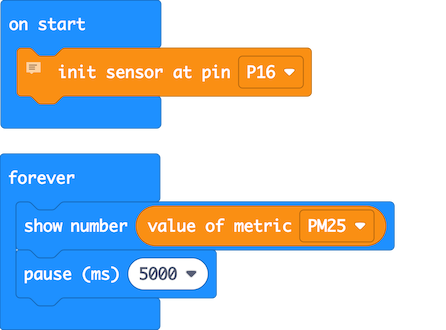 on start
init sensor at pin P16
forever
show number value of metric PM25
pause (ms) 5000